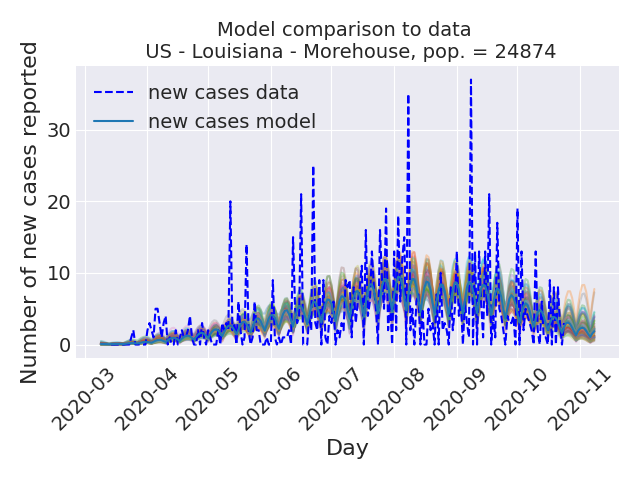 Model comparison to data
US - Louisiana - Morehouse, pop. = 24874
Number of new cases reported
new cases data
new cases model
30
20
10
0
2020-03
2020-04
2020-05
2020-06
2020-07
2020-08
2020-09
2020-10
2020-11
Day